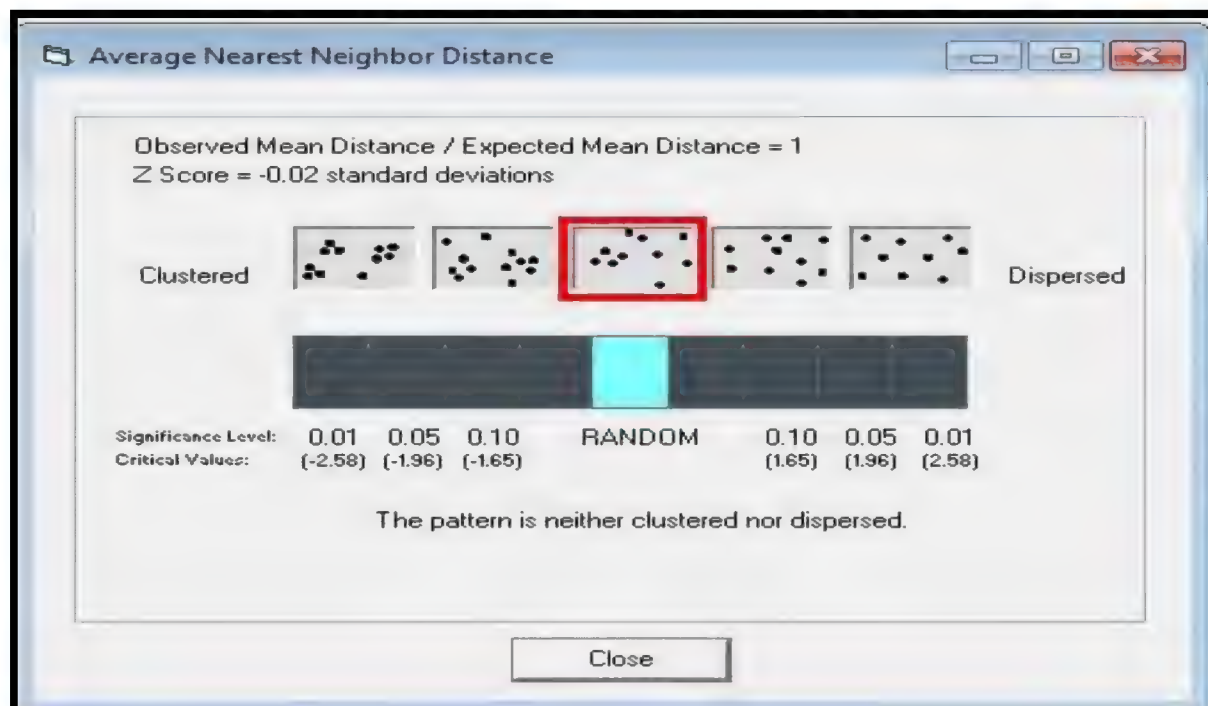 Average Nearest Neighbor Distance
Observed Mean Distance / Expected Mean Distance = 1
Z Score = -0.02 standard deviations
Clustered
Dispersed
Significance Level: 0.01 0.05 0.10 RANDOM 0.10 0.05 0.01
Critical Values: (-2.58) (-1.96) (-1.65) (1.65) (1.96) (2.58)
The pattern is neither clustered nor dispersed.
Close